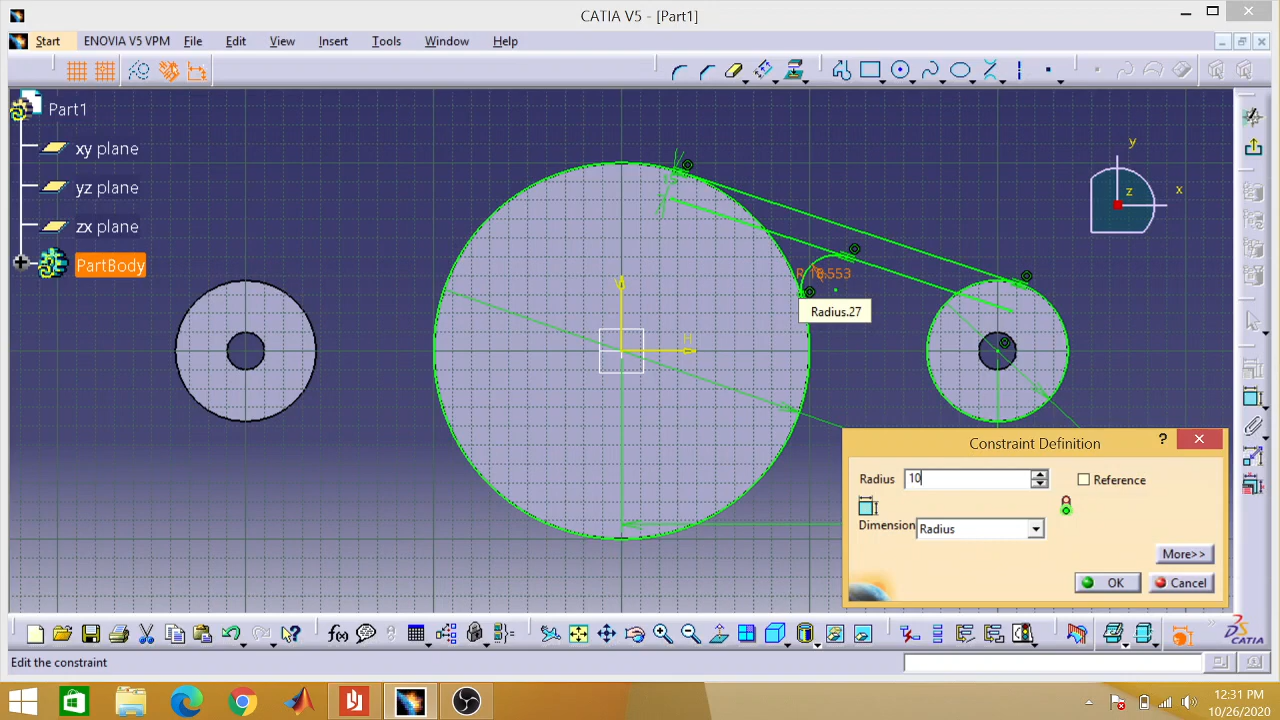 CATIA V5 - [Part1]
Start ENOVIA V5 VPM File Edit View Insert Tools Window Help
Part1
xy plane
yz plane
zx plane
PartBody
y
x
z
H
Radius.27
Constraint Definition
? 
Radius 10
Reference
Dimension Radius
More>>
OK Cancel
f(x)
CATIA
Edit the constraint
12:31 PM
10/26/2020